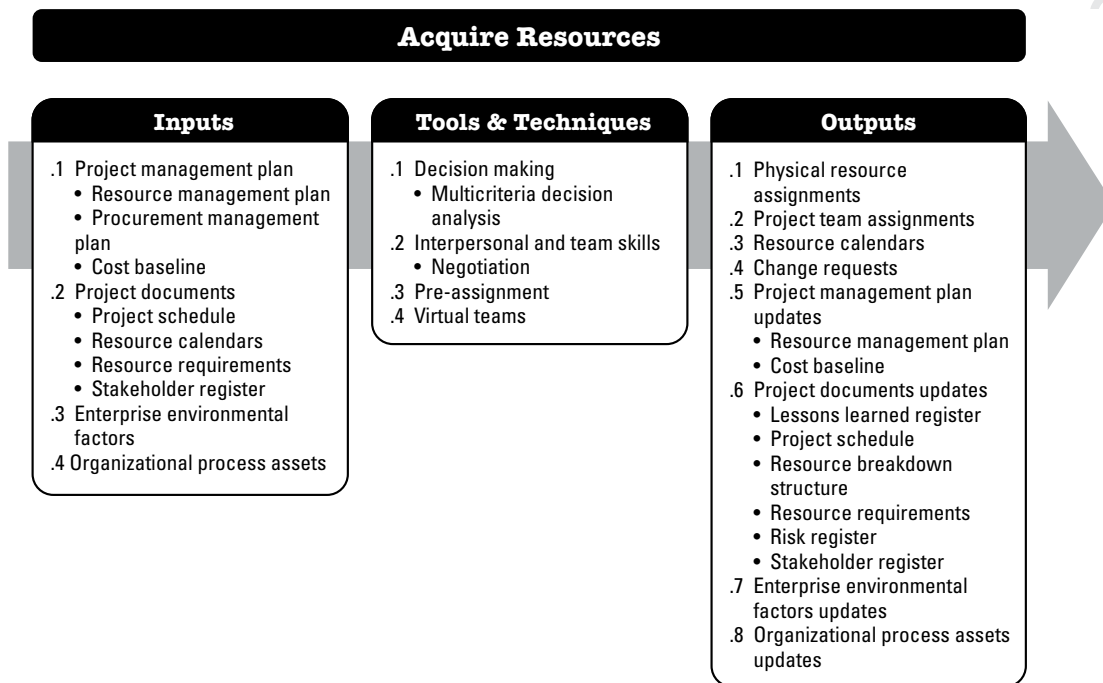 Acquire Resources
Inputs
.1 Project management plan
• Resource management plan
• Procurement management
plan
• Cost baseline
.2 Project documents
• Project schedule
• Resource calendars
• Resource requirements
• Stakeholder register
.3 Enterprise environmental
factors
.4 Organizational process assets
Tools & Techniques
.1 Decision making
• Multicriteria decision
analysis
.2 Interpersonal and team skills
• Negotiation
.3 Pre-assignment
.4 Virtual teams
Outputs
.1 Physical resource
assignments
.2 Project team assignments
.3 Resource calendars
.4 Change requests
.5 Project management plan
updates
• Resource management plan
• Cost baseline
.6 Project documents updates
• Lessons learned register
• Project schedule
• Resource breakdown
structure
• Resource requirements
• Risk register
• Stakeholder register
.7 Enterprise environmental
factors updates
.8 Organizational process assets
updates